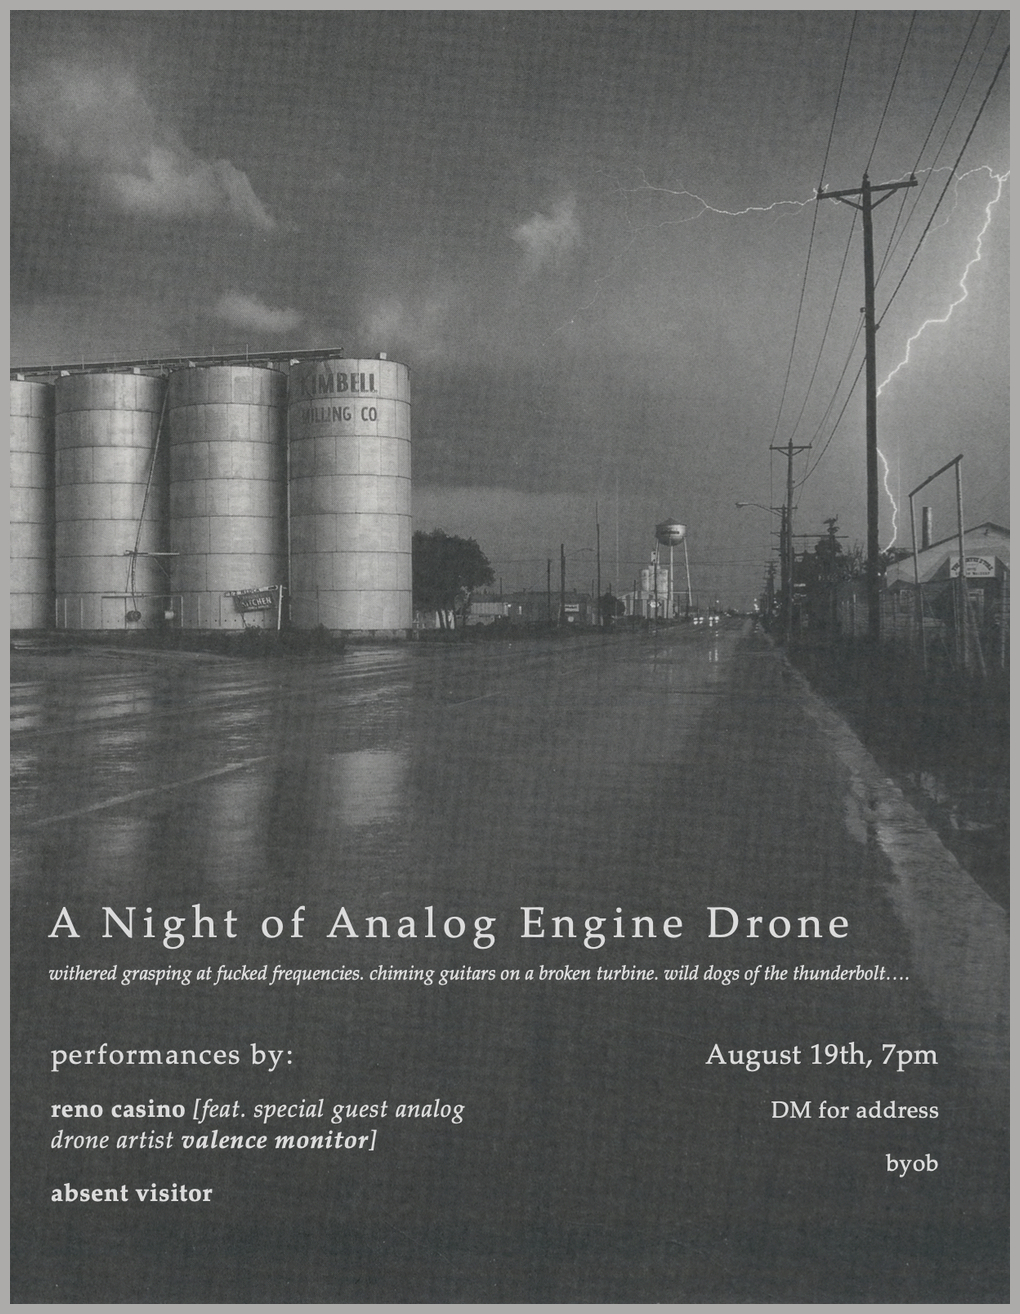 KIMBELL
MILLING CO
KITCHEN
A Night of Analog Engine Drone
withered grasping at fucked frequencies. chiming guitars on a broken turbine. wild dogs of the thunderbolt….
performances by:
reno casino [feat. special guest analog
drone artist valence monitor]
absent visitor
August 19th, 7pm
DM for address
byob